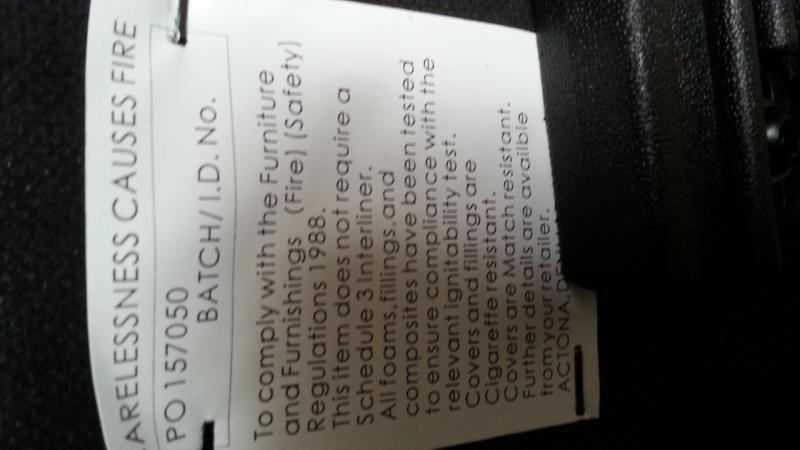 ARELESSNESS CAUSES FIRE
PO 157050
BATCH/I.D. No.
To comply with the Furniture
and Furnishings (Fire) (Safety)
Regulations 1988.
This item does not require a
Schedule 3 Interliner.
All foams, fillings, and
composites have been tested
to ensure compliance with the
relevant ignitability test.
Covers and fillings are
Cigareffe resistant.
Covers are Match resistant.
Further details are availble
from your retailer.
ACTONA, DEN